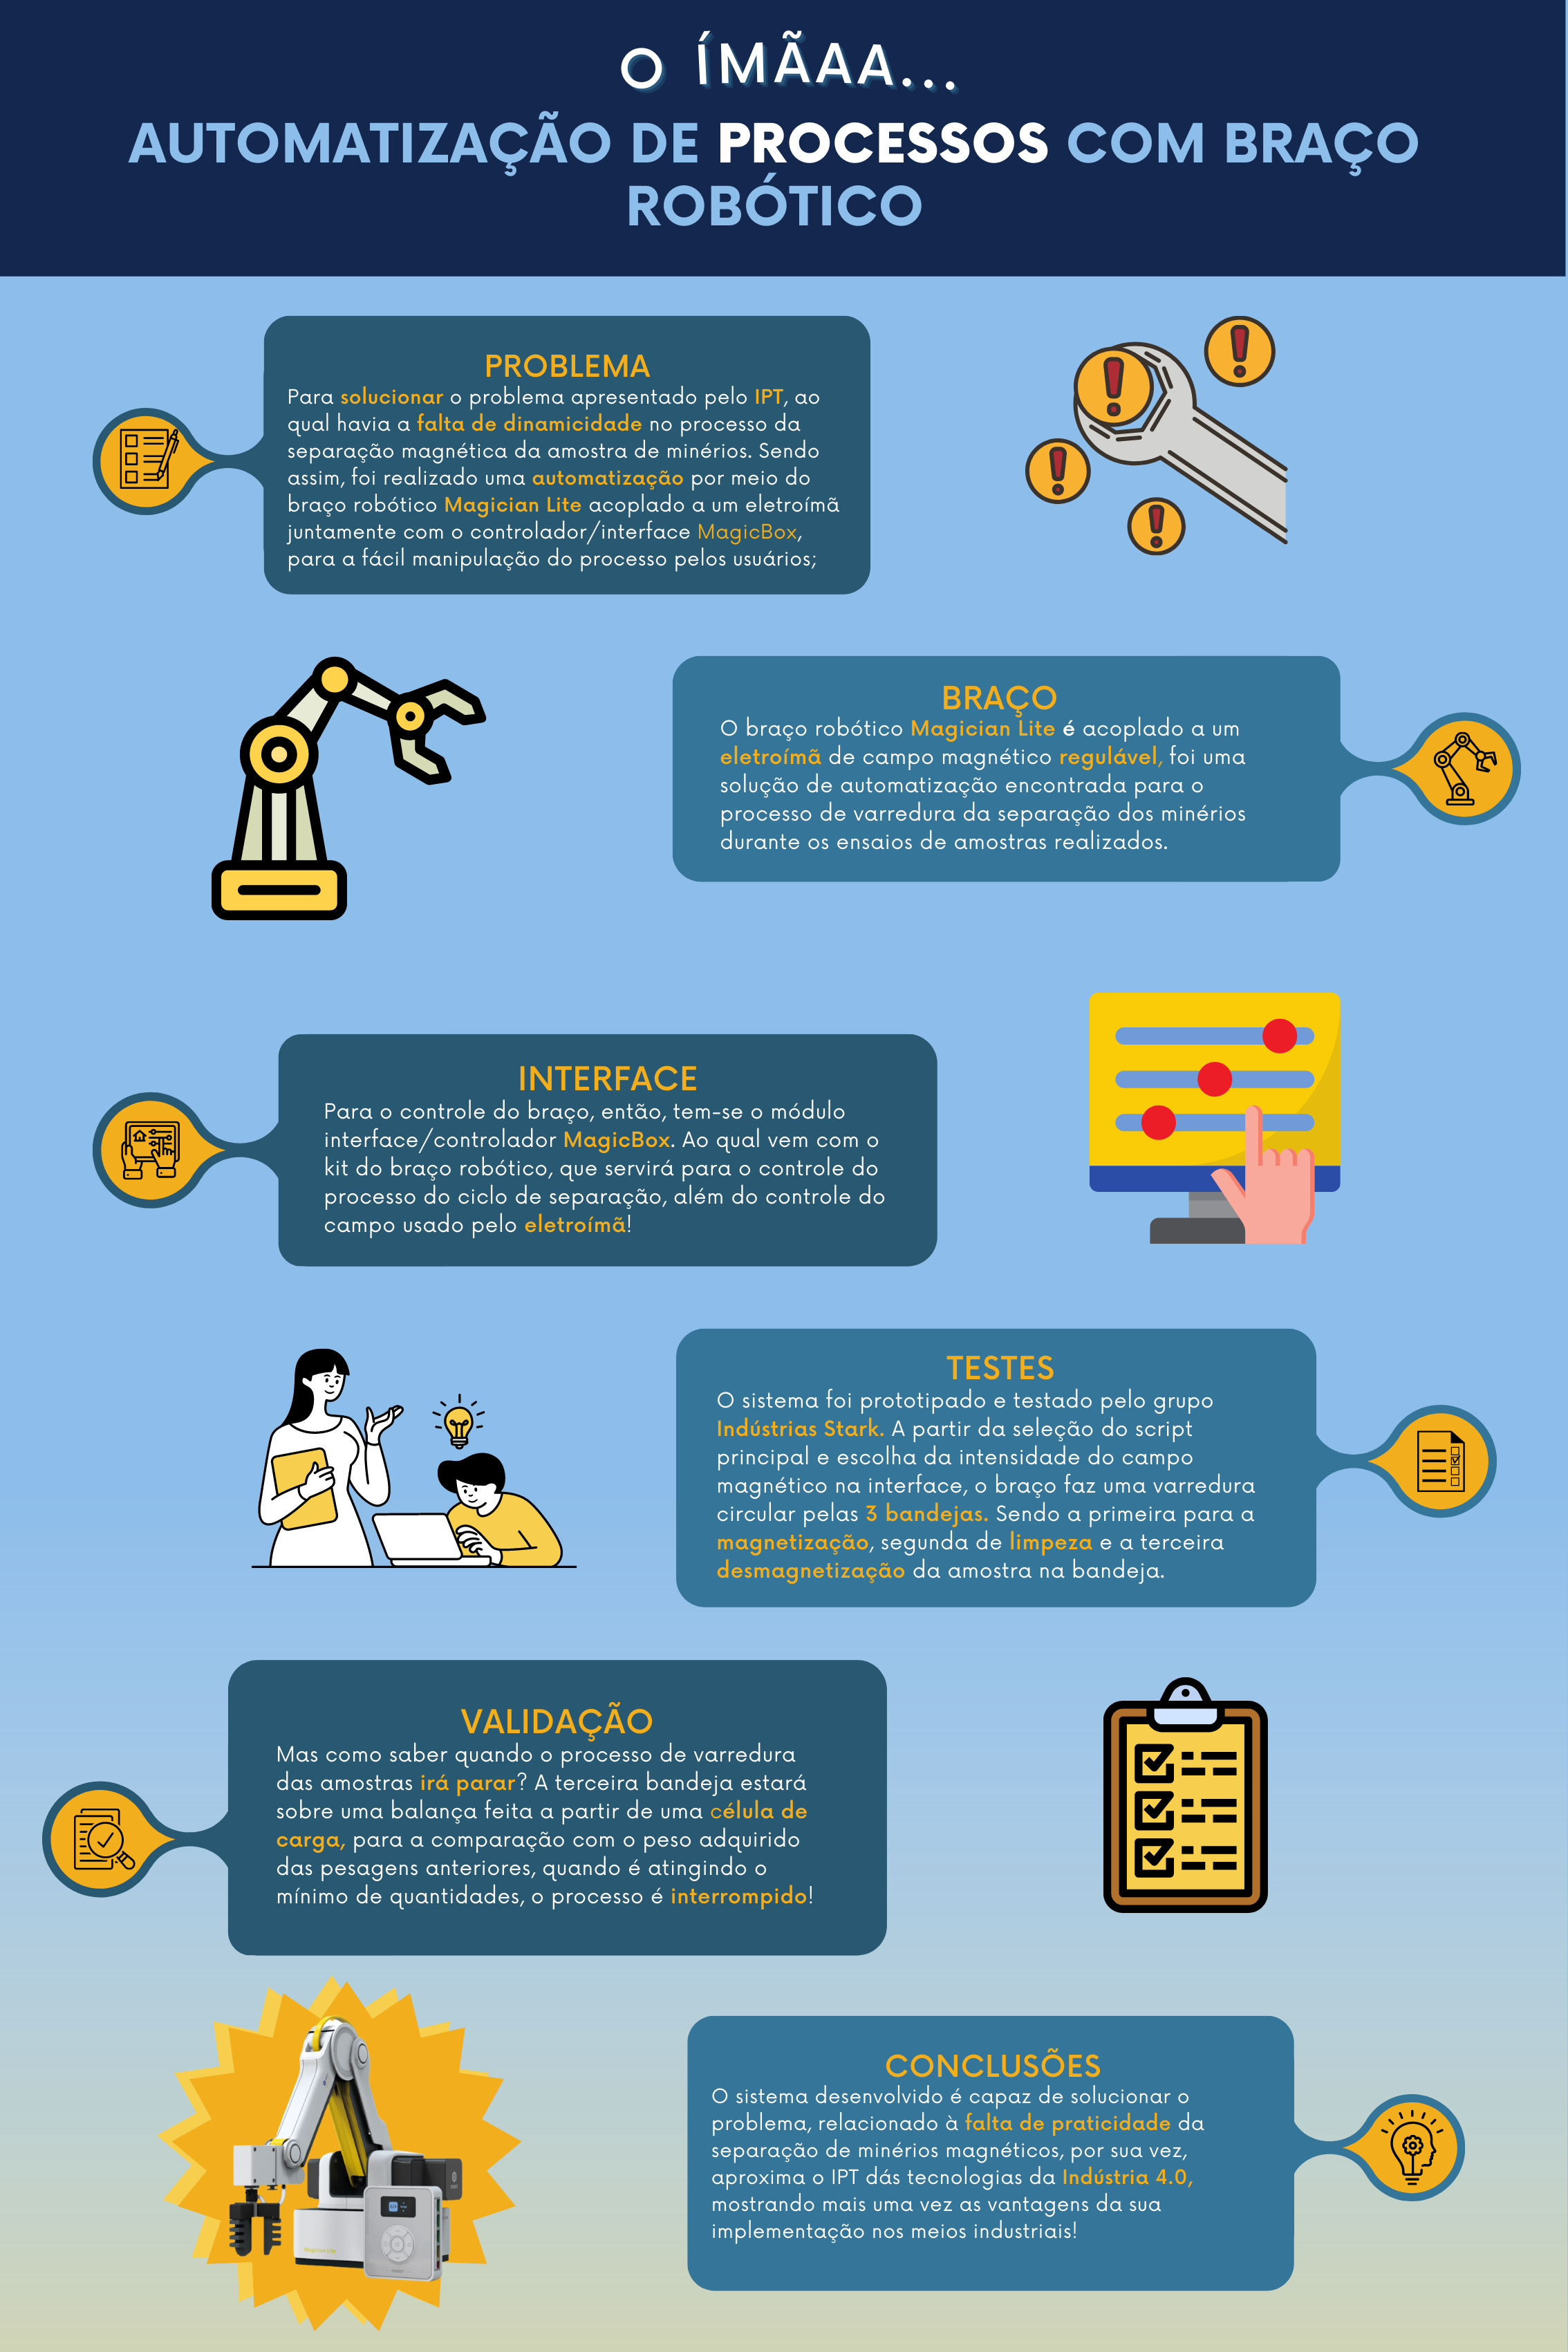 O ÍMÃAA...
AUTOMATIZAÇÃO DE PROCESSOS COM BRAÇO
ROBÓTICO
PROBLEMA
Para solucionar o problema apresentado pelo IPT, ao
qual havia a falta de dinamicidade no processo da
separação magnética da amostra de minérios. Sendo
assim, foi realizado uma automatização por meio do
braço robótico Magician Lite acoplado a um eletroímã
juntamente com o controlador/interface MagicBox,
para a fácil manipulação do processo pelos usuários;
BRAÇO
O braço robótico Magician Lite é acoplado a um
eletroímã de campo magnético regulável, foi uma
solução de automatização encontrada para o
processo de varredura da separação dos minérios
durante os ensaios de amostras realizados.
INTERFACE
Para o controle do braço, então, tem-se o módulo
interface/controlador MagicBox. Ao qual vem com o
kit do braço robótico, que servirá para o controle do
processo do ciclo de separação, além do controle do
campo usado pelo eletroímã!
TESTES
O sistema foi prototipado e testado pelo grupo
Indústrias Stark. A partir da seleção do script
principal e escolha da intensidade do campo
magnético na interface, o braço faz uma varredura
circular pelas 3 bandejas. Sendo a primeira para a
magnetização, segunda de limpeza e a terceira
desmagnetização da amostra na bandeja.
VALIDAÇÃO
Mas como saber quando o processo de varredura
das amostras irá parar? A terceira bandeja estará
sobre uma balança feita a partir de uma célula de
carga, para a comparação com o peso adquirido
das pesagens anteriores, quando é atingindo o
mínimo de quantidades, o processo é interrompido!
CONCLUSÕES
O sistema desenvolvido é capaz de solucionar o
problema, relacionado à falta de praticidade da
separação de minérios magnéticos, por sua vez,
aproxima o IPT dás tecnologias da Indústria 4.0,
mostrando mais uma vez as vantagens da sua
implementação nos meios industriais!
Magician Lite